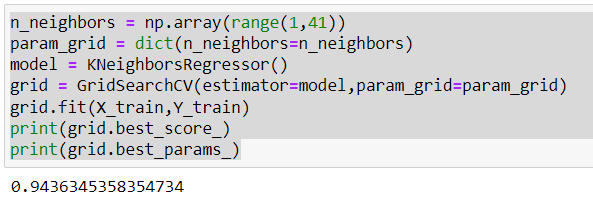 n_neighbors = np.array(range(1,41))
param_grid = dict(n_neighbors=n_neighbors)
model = KNeighborsRegressor()
grid = GridSearchCV(estimator=model,param_grid=param_grid)
grid.fit(X_train,Y_train)
print(grid.best_score_)
print(grid.best_params_)
0.9436345358354734